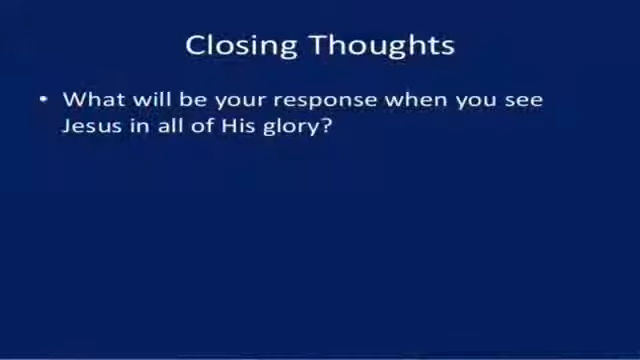 Closing Thoughts
• What will be your response when you see
Jesus in all of His glory?